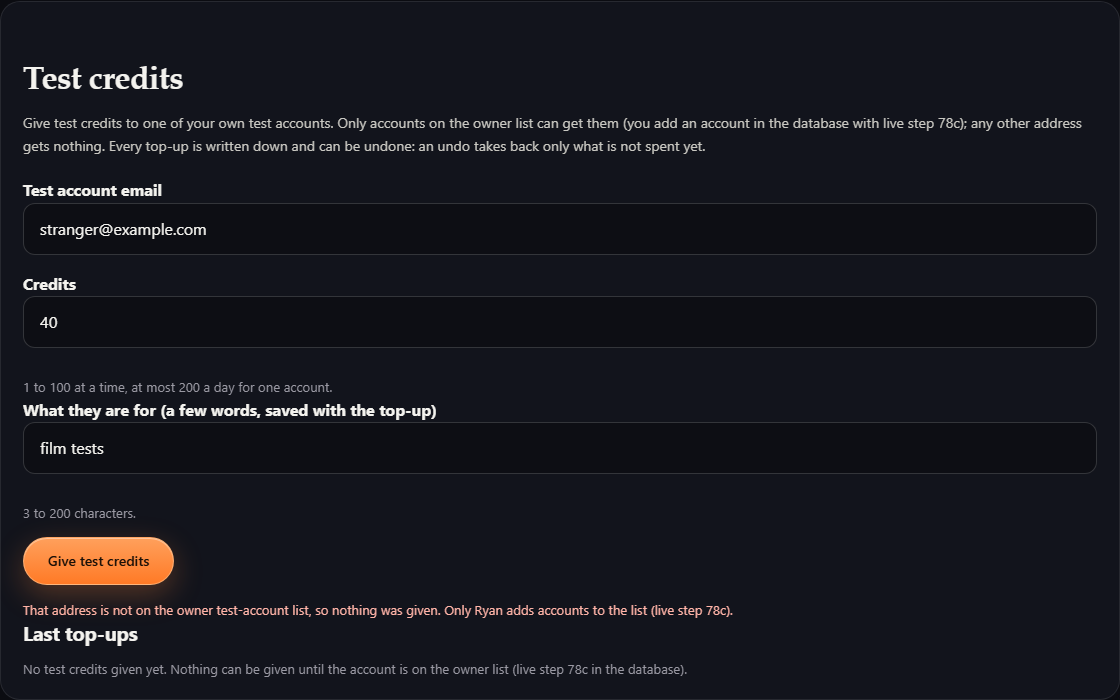 Test credits
Give test credits to one of your own test accounts. Only accounts on the owner list can get them (you add an account in the database with live step 78c); any other address
gets nothing. Every top-up is written down and can be undone: an undo takes back only what is not spent yet.
Test account email
stranger@example.com
Credits
40
1 to 100 at a time, at most 200 a day for one account.
What they are for (a few words, saved with the top-up)
film tests
3 to 200 characters.
Give test credits
That address is not on the owner test-account list, so nothing was given. Only Ryan adds accounts to the list (live step 78c).
Last top-ups
No test credits given yet. Nothing can be given until the account is on the owner list (live step 78c in the database).